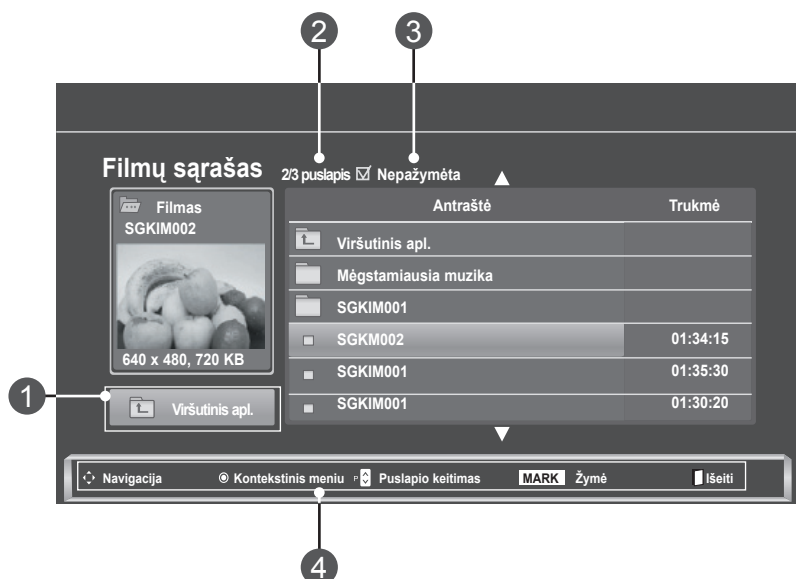 2
3
Filmų sąrašas
2/3 puslapis ☑ Nepažymėta
Filmas
SGKIM002
640 x 480, 720 KB
1
Viršutinis apl.
Antraštė Trukmė
Viršutinis apl.
Mėgstamiausia muzika
SGKIM001
SGKM002 01:34:15
SGKIM001 01:35:30
SGKIM001 01:30:20
Navigacija Kontekstinis meniu P Puslapio keitimas MARK Žymė Išeiti
4